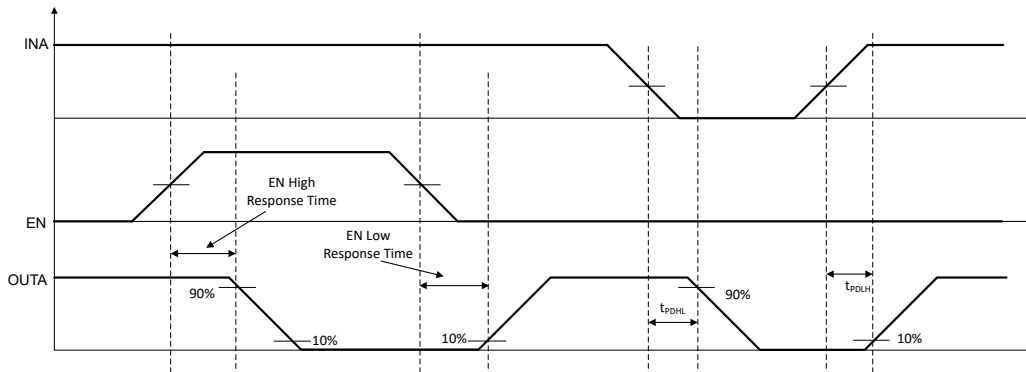 INA
EN High
Response Time
EN
EN Low
Response Time
OUTA
90%
10%
10%
tPDHL
90%
tPDLH
10%